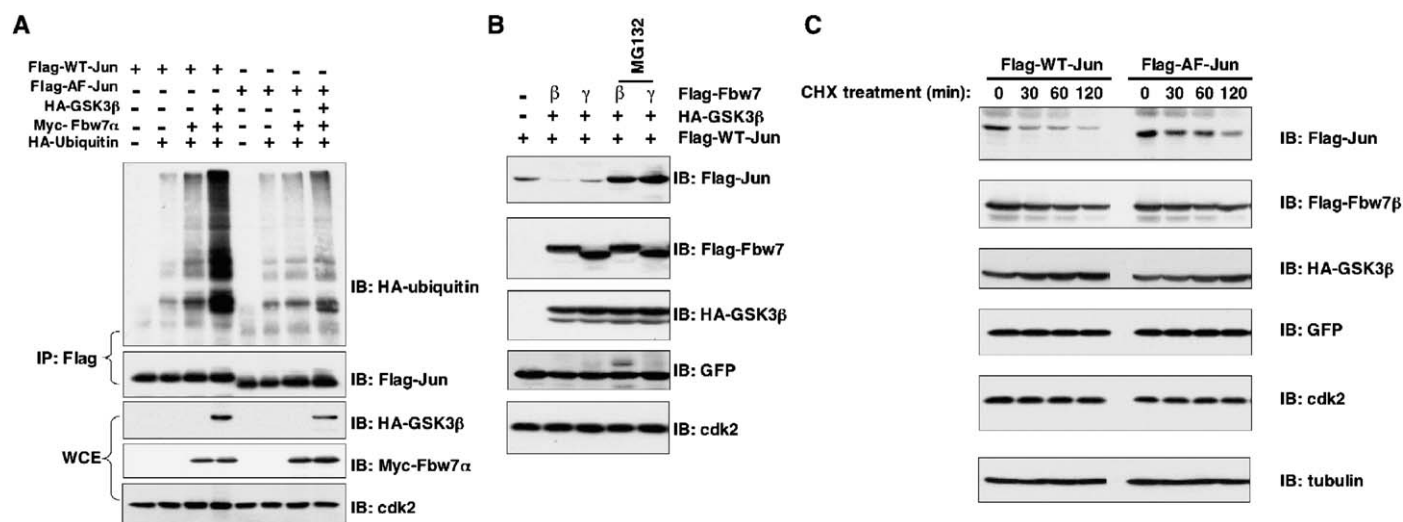 A
Flag-WT-Jun + + + + - - - -
Flag-AF-Jun - - - - + + + +
HA-GSK3β - - - + - - - +
Myc- Fbw7α - - + + - - + +
HA-Ubiquitin - + + + - + + +
IB: HA-ubiquitin
IP: Flag
IB: Flag-Jun
IB: HA-GSK3β
WCE
IB: Myc-Fbw7α
IB: cdk2
B
MG132
- β γ β γ Flag-Fbw7
- + + + + HA-GSK3β
+ + + + + Flag-WT-Jun
IB: Flag-Jun
IB: Flag-Fbw7
IB: HA-GSK3β
IB: GFP
IB: cdk2
C
Flag-WT-Jun Flag-AF-Jun
CHX treatment (min): 0 30 60 120 0 30 60 120
IB: Flag-Jun
IB: Flag-Fbw7β
IB: HA-GSK3β
IB: GFP
IB: cdk2
IB: tubulin